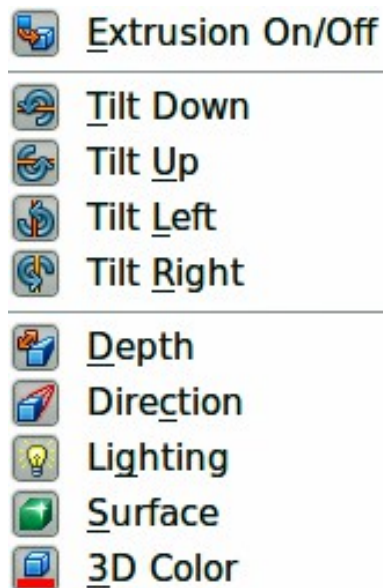 Extrusion On/Off
Tilt Down
Tilt Up
Tilt Left
Tilt Right
Depth
Direction
Lighting
Surface
3D Color